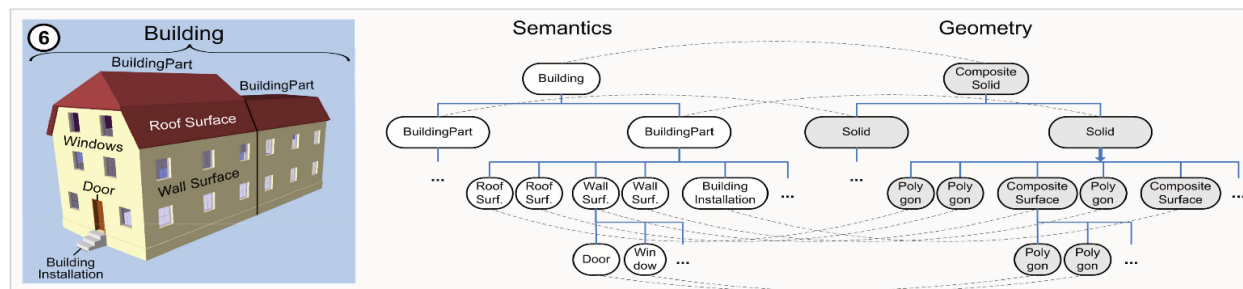 6
Building
BuildingPart
BuildingPart
Roof Surface
Windows
Door
Wall Surface
Building
Installation
Semantics
Geometry
Building
Composite
Solid
BuildingPart
BuildingPart
Solid
Solid
...
Roof
Surf.
Roof
Surf.
Wall
Surf.
Wall
Surf.
Building
Installation
...
...
Poly
gon
Poly
gon
Composite
Surface
Poly
gon
Composite
Surface
...
Door
Win
dow
...
Poly
gon
Poly
gon
...